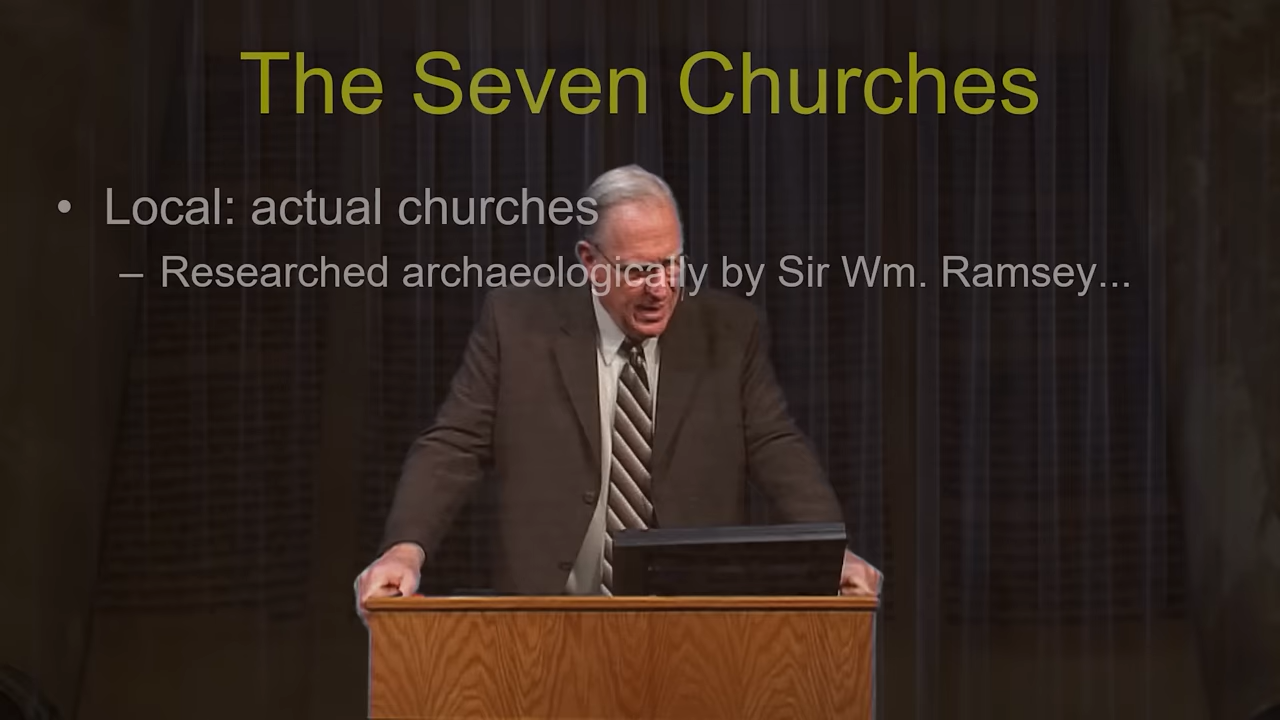 The Seven Churches
• Local: actual churches
– Researched archaeologically by Sir Wm. Ramsey...